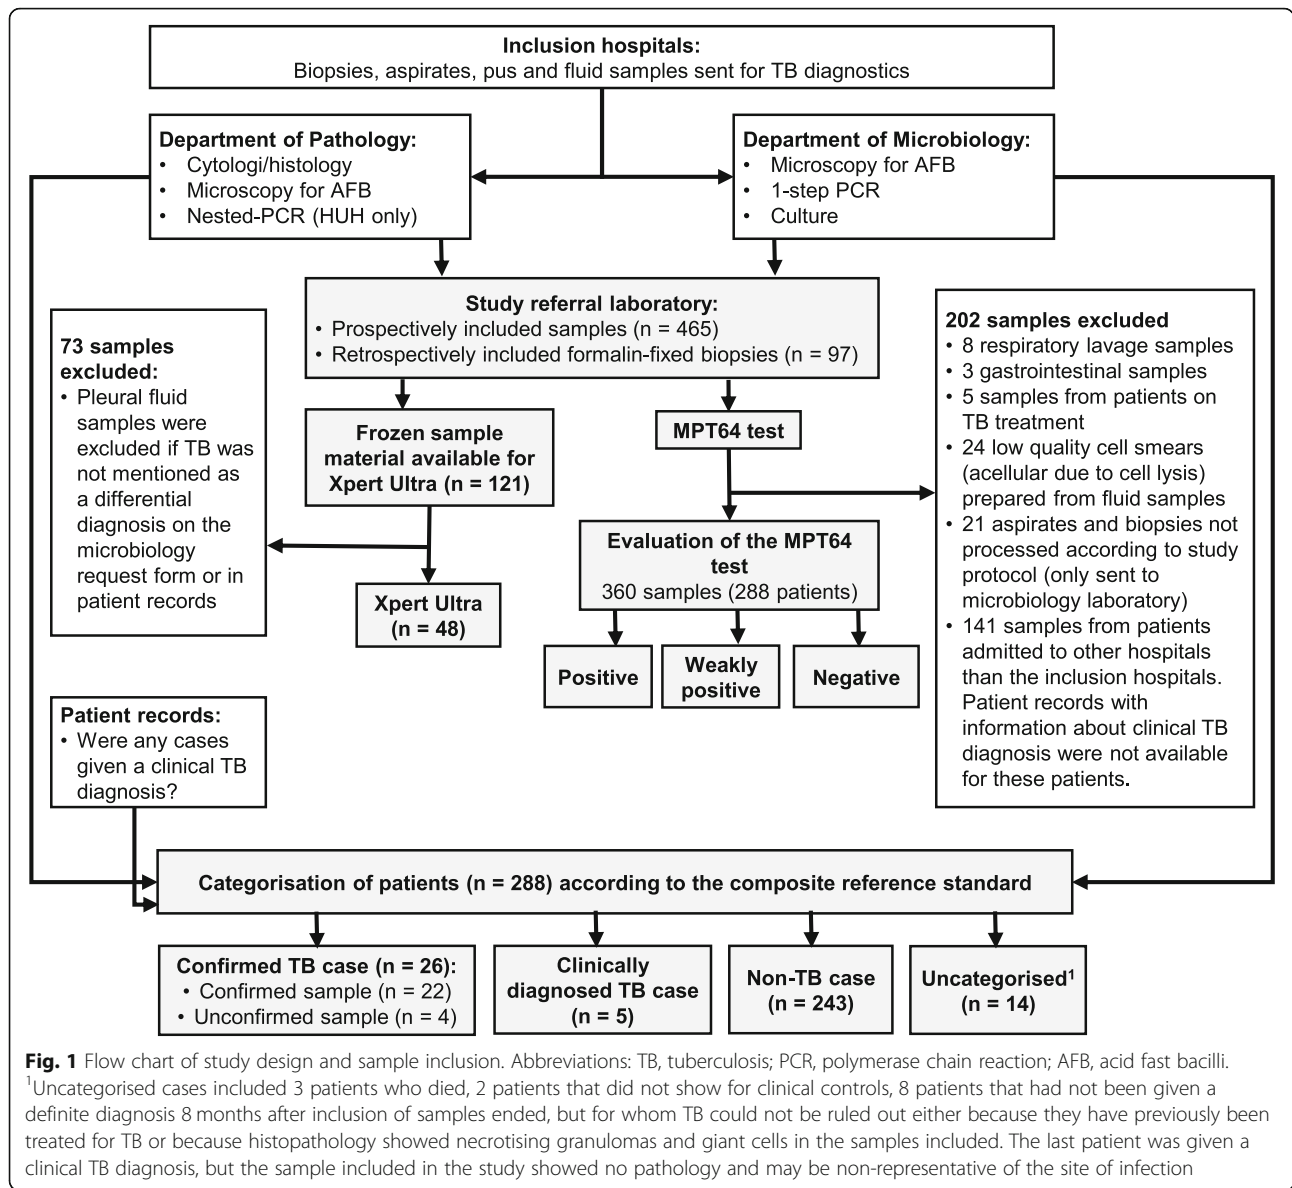 Inclusion hospitals:
Biopsies, aspirates, pus and fluid samples sent for TB diagnostics
Department of Pathology:
• Cytologi/histology
• Microscopy for AFB
• Nested-PCR (HUH only)
Department of Microbiology:
• Microscopy for AFB
• 1-step PCR
• Culture
Study referral laboratory:
• Prospectively included samples (n = 465)
• Retrospectively included formalin-fixed biopsies (n = 97)
73 samples
excluded:
• Pleural fluid
samples were
excluded if TB was
not mentioned as
a differential
diagnosis on the
microbiology
request form or in
patient records
Frozen sample
material available for
Xpert Ultra (n = 121)
Xpert Ultra
(n = 48)
MPT64 test
Evaluation of the MPT64
test
360 samples (288 patients)
Positive
Weakly
positive
Negative
202 samples excluded
• 8 respiratory lavage samples
• 3 gastrointestinal samples
• 5 samples from patients on
TB treatment
• 24 low quality cell smears
(acellular due to cell lysis)
prepared from fluid samples
• 21 aspirates and biopsies not
processed according to study
protocol (only sent to
microbiology laboratory)
• 141 samples from patients
admitted to other hospitals
than the inclusion hospitals.
Patient records with
information about clinical TB
diagnosis were not available
for these patients.
Patient records:
• Were any cases
given a clinical TB
diagnosis?
Categorisation of patients (n = 288) according to the composite reference standard
Confirmed TB case (n = 26):
• Confirmed sample (n = 22)
• Unconfirmed sample (n = 4)
Clinically
diagnosed TB case
(n = 5)
Non-TB case
(n = 243)
Uncategorised¹
(n = 14)
Fig. 1 Flow chart of study design and sample inclusion. Abbreviations: TB, tuberculosis; PCR, polymerase chain reaction; AFB, acid fast bacilli.
¹Uncategorised cases included 3 patients who died, 2 patients that did not show for clinical controls, 8 patients that had not been given a
definite diagnosis 8 months after inclusion of samples ended, but for whom TB could not be ruled out either because they have previously been
treated for TB or because histopathology showed necrotising granulomas and giant cells in the samples included. The last patient was given a
clinical TB diagnosis, but the sample included in the study showed no pathology and may be non-representative of the site of infection